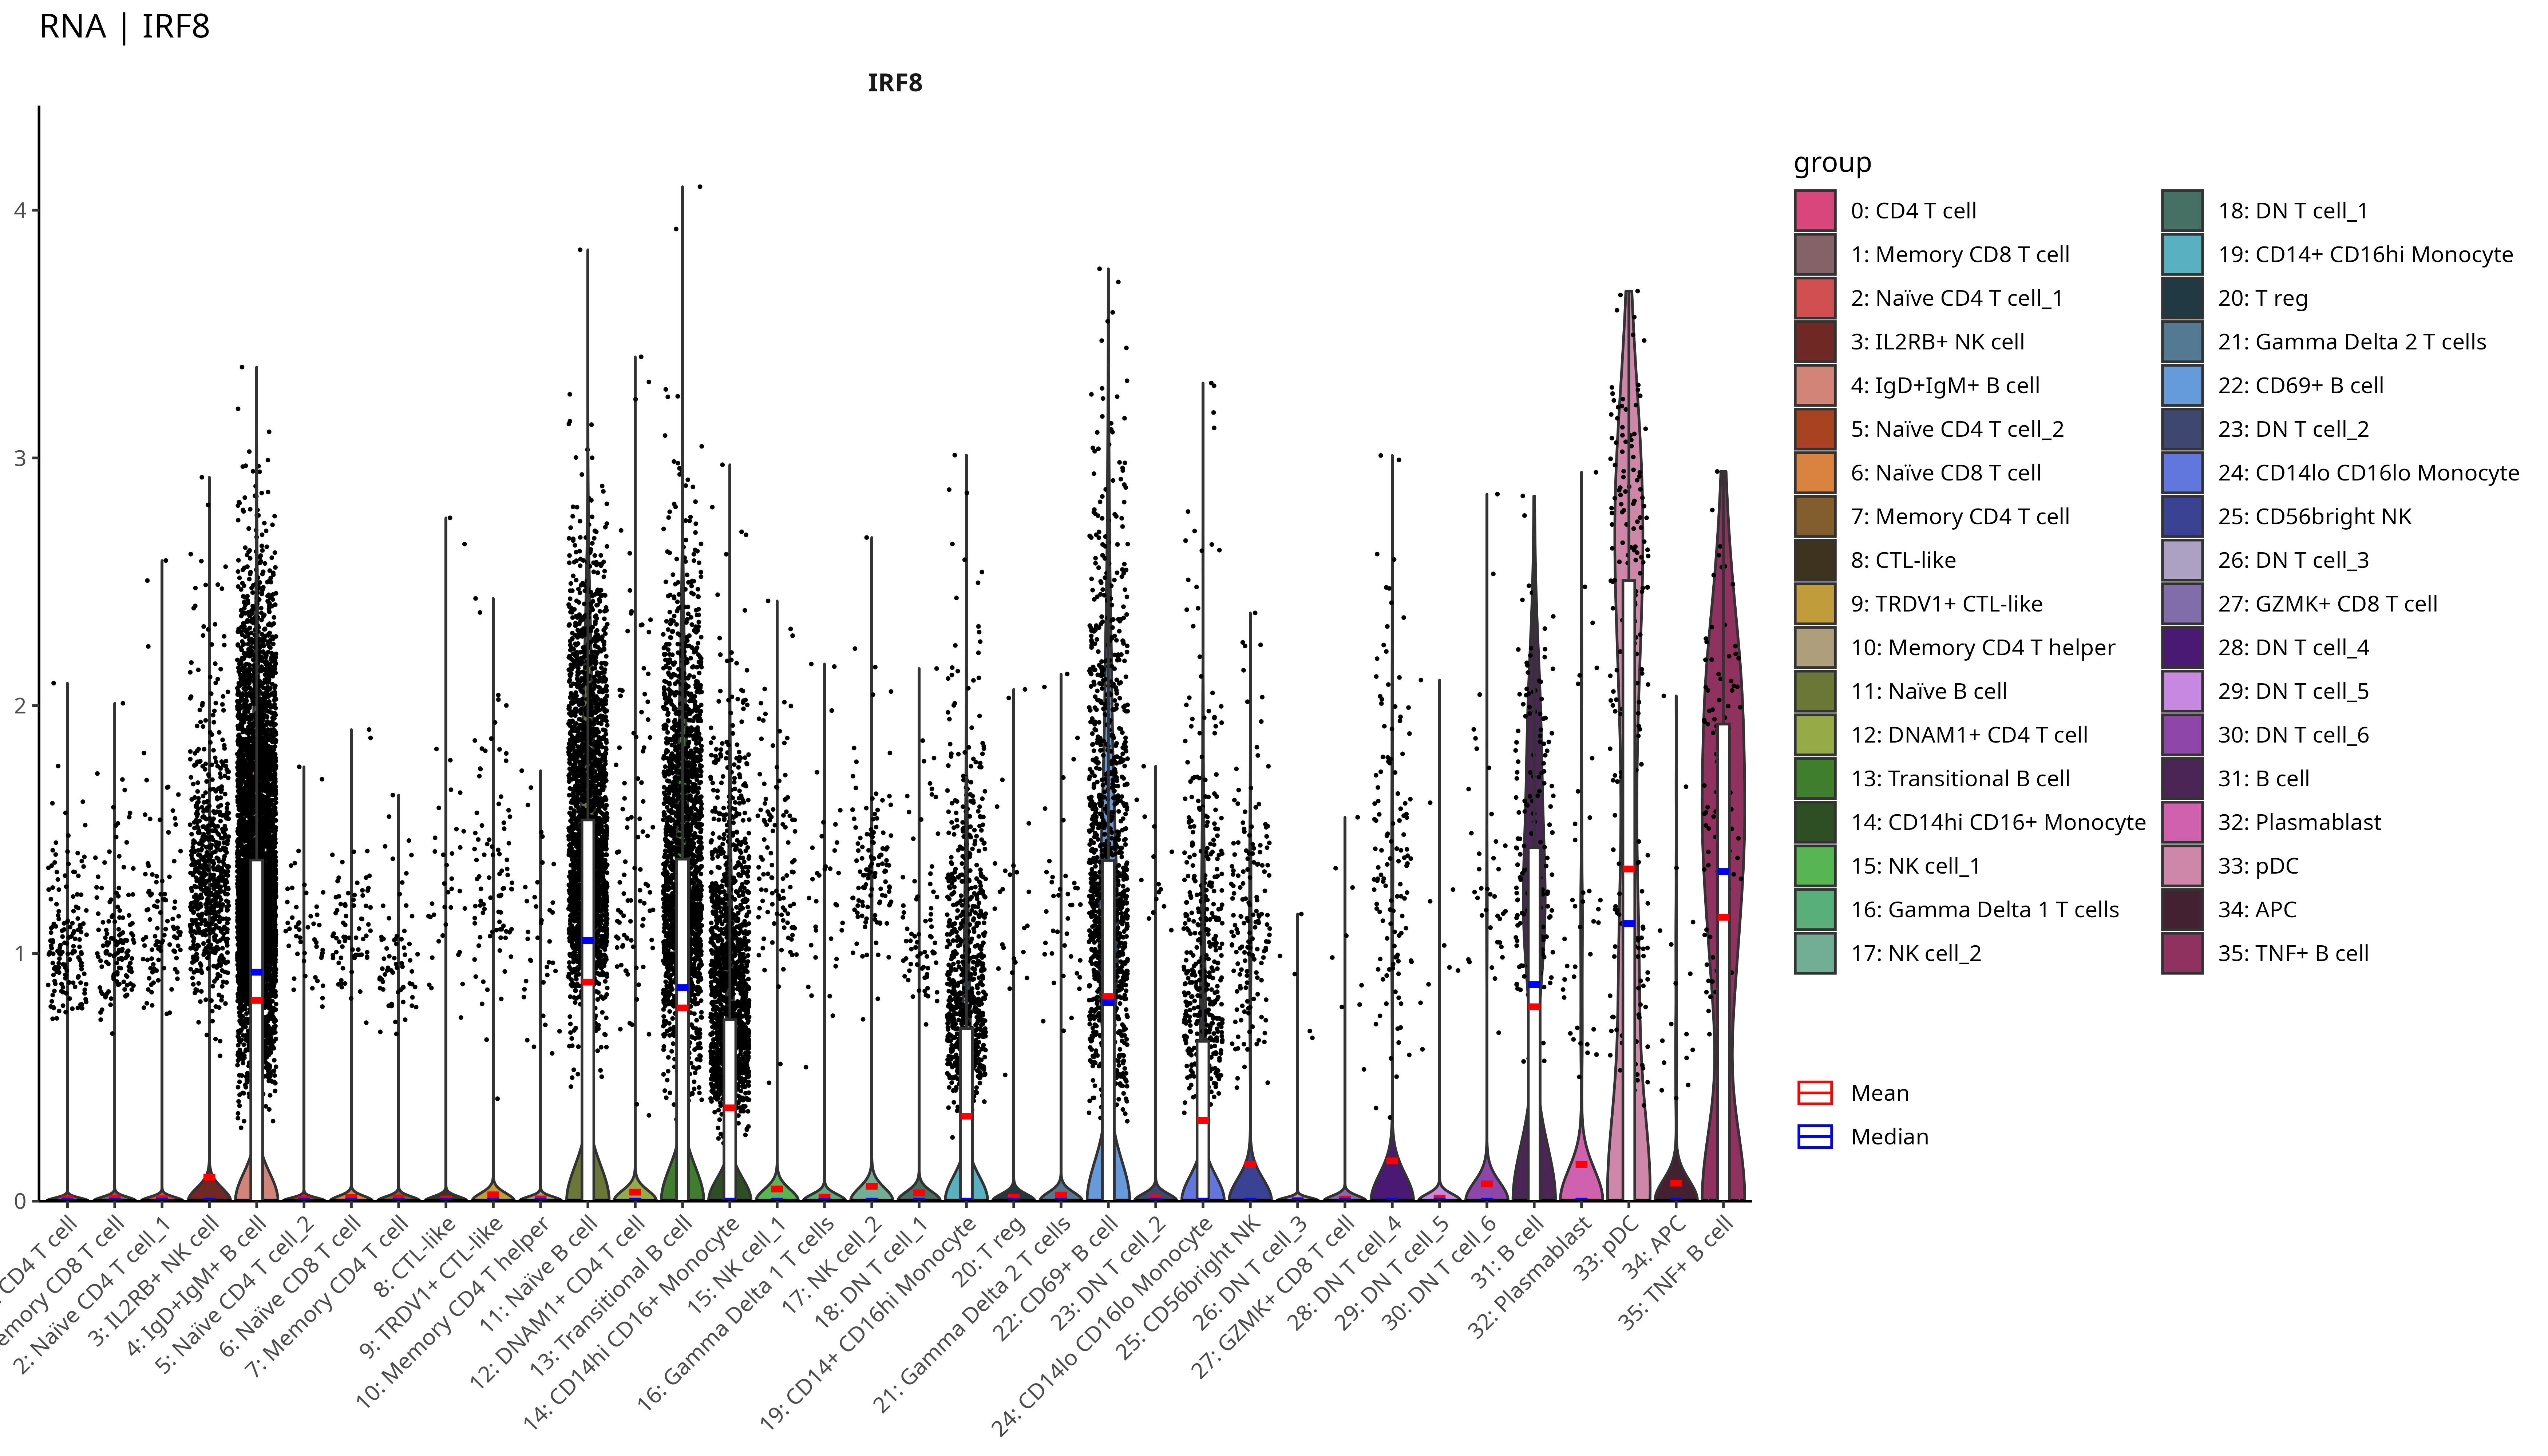 RNA | IRF8
IRF8
4
3
2
1
0
CD4 T cell
Memory CD8 T cell
2: Naïve CD4 T cell_1
3: IL2RB+ NK cell
4: IgD+IgM+ B cell
5: Naïve CD4 T cell_2
6: Naïve CD8 T cell
7: Memory CD4 T cell
8: CTL-like
9: TRDV1+ CTL-like
10: Memory CD4 T helper
11: Naïve B cell
12: DNAM1+ CD4 T cell
13: Transitional B cell
14: CD14hi CD16+ Monocyte
15: NK cell_1
16: Gamma Delta 1 T cells
17: NK cell_2
18: DN T cell_1
19: CD14+ CD16hi Monocyte
20: T reg
21: Gamma Delta 2 T cells
22: CD69+ B cell
23: DN T cell_2
24: CD14lo CD16lo Monocyte
25: CD56bright NK
26: DN T cell_3
27: GZMK+ CD8 T cell
28: DN T cell_4
29: DN T cell_5
30: DN T cell_6
31: B cell
32: Plasmablast
33: pDC
34: APC
35: TNF+ B cell
group
0: CD4 T cell
1: Memory CD8 T cell
2: Naïve CD4 T cell_1
3: IL2RB+ NK cell
4: IgD+IgM+ B cell
5: Naïve CD4 T cell_2
6: Naïve CD8 T cell
7: Memory CD4 T cell
8: CTL-like
9: TRDV1+ CTL-like
10: Memory CD4 T helper
11: Naïve B cell
12: DNAM1+ CD4 T cell
13: Transitional B cell
14: CD14hi CD16+ Monocyte
15: NK cell_1
16: Gamma Delta 1 T cells
17: NK cell_2
18: DN T cell_1
19: CD14+ CD16hi Monocyte
20: T reg
21: Gamma Delta 2 T cells
22: CD69+ B cell
23: DN T cell_2
24: CD14lo CD16lo Monocyte
25: CD56bright NK
26: DN T cell_3
27: GZMK+ CD8 T cell
28: DN T cell_4
29: DN T cell_5
30: DN T cell_6
31: B cell
32: Plasmablast
33: pDC
34: APC
35: TNF+ B cell
Mean
Median